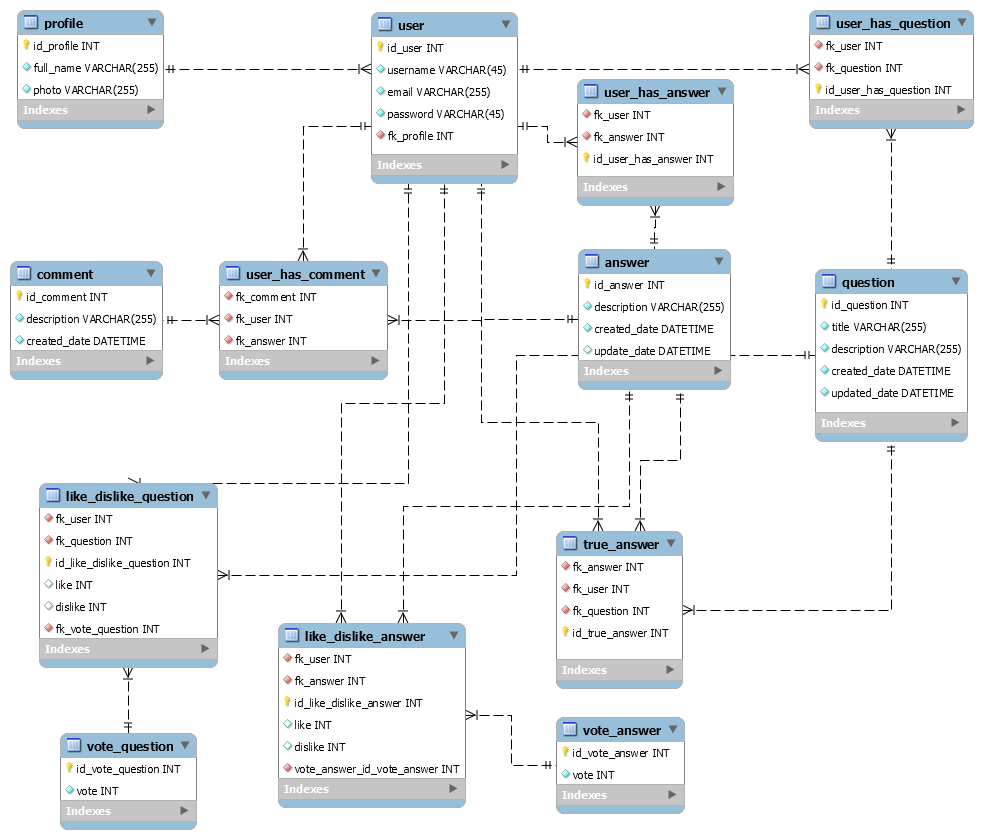 profile
id_profile INT
full_name VARCHAR(255)
photo VARCHAR(255)
Indexes
user
id_user INT
username VARCHAR(45)
email VARCHAR(255)
password VARCHAR(45)
fk_profile INT
Indexes
user_has_question
fk_user INT
fk_question INT
id_user_has_question INT
Indexes
user_has_answer
fk_user INT
fk_answer INT
id_user_has_answer INT
Indexes
comment
id_comment INT
description VARCHAR(255)
created_date DATETIME
Indexes
user_has_comment
fk_comment INT
fk_user INT
fk_answer INT
Indexes
answer
id_answer INT
description VARCHAR(255)
created_date DATETIME
update_date DATETIME
Indexes
question
id_question INT
title VARCHAR(255)
description VARCHAR(255)
created_date DATETIME
updated_date DATETIME
Indexes
like_dislike_question
fk_user INT
fk_question INT
id_like_dislike_question INT
like INT
dislike INT
fk_vote_question INT
Indexes
true_answer
fk_answer INT
fk_user INT
fk_question INT
id_true_answer INT
Indexes
like_dislike_answer
fk_user INT
fk_answer INT
id_like_dislike_answer INT
like INT
dislike INT
vote_answer_id_vote_answer INT
Indexes
vote_question
id_vote_question INT
vote INT
Indexes
vote_answer
id_vote_answer INT
vote INT
Indexes